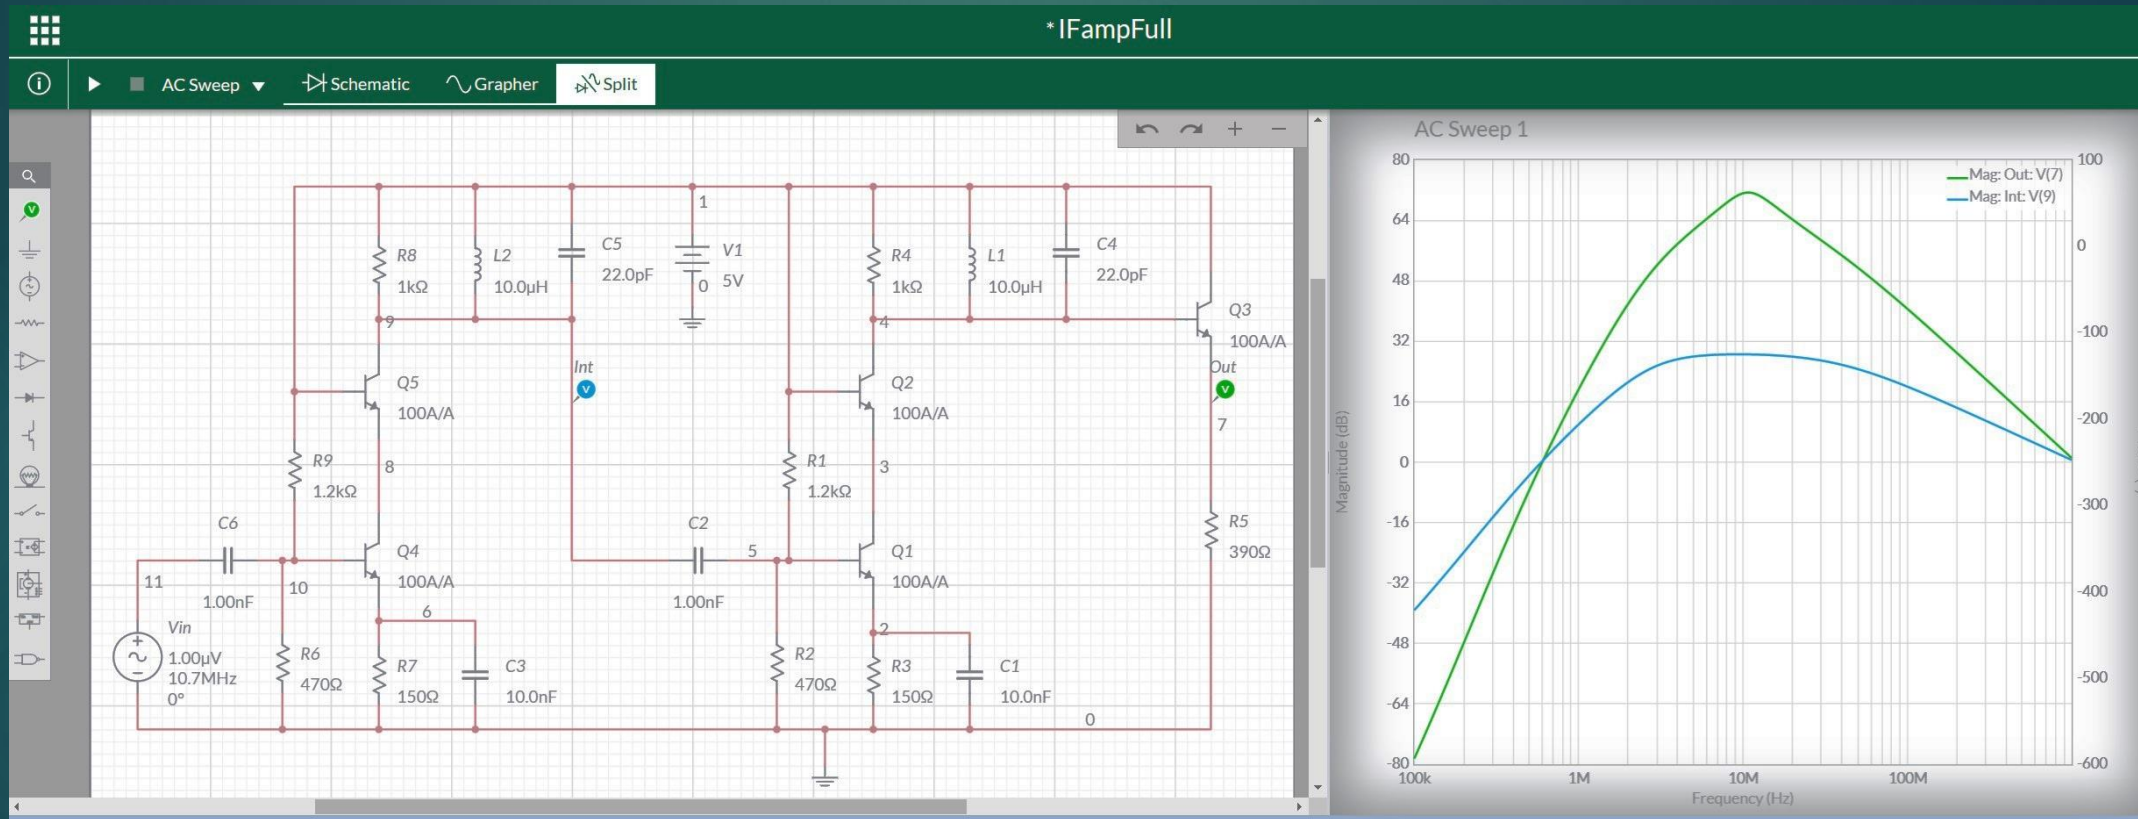 *IFampFull
AC Sweep
Schematic
Grapher
Split
1
R8
1kΩ
L2
10.0µH
C5
22.0pF
V1
5V
0
R4
1kΩ
L1
10.0µH
C4
22.0pF
Q3
100A/A
9
4
Int
V
Out
V
7
Q5
100A/A
Q2
100A/A
R9
1.2kΩ
8
R1
1.2kΩ
3
C6
1.00nF
C2
1.00nF
5
R5
390Ω
11
10
Q4
100A/A
Q1
100A/A
6
2
Vin
1.00µV
10.7MHz
0°
R6
470Ω
R7
150Ω
C3
10.0nF
R2
470Ω
R3
150Ω
C1
10.0nF
0
AC Sweep 1
Mag: Out: V(7)
Mag: Int: V(9)
Magnitude (dB)
80
64
48
32
16
0
-16
-32
-48
-64
-80
100
0
-100
-200
-300
-400
-500
-600
100k
1M
10M
100M
Frequency (Hz)